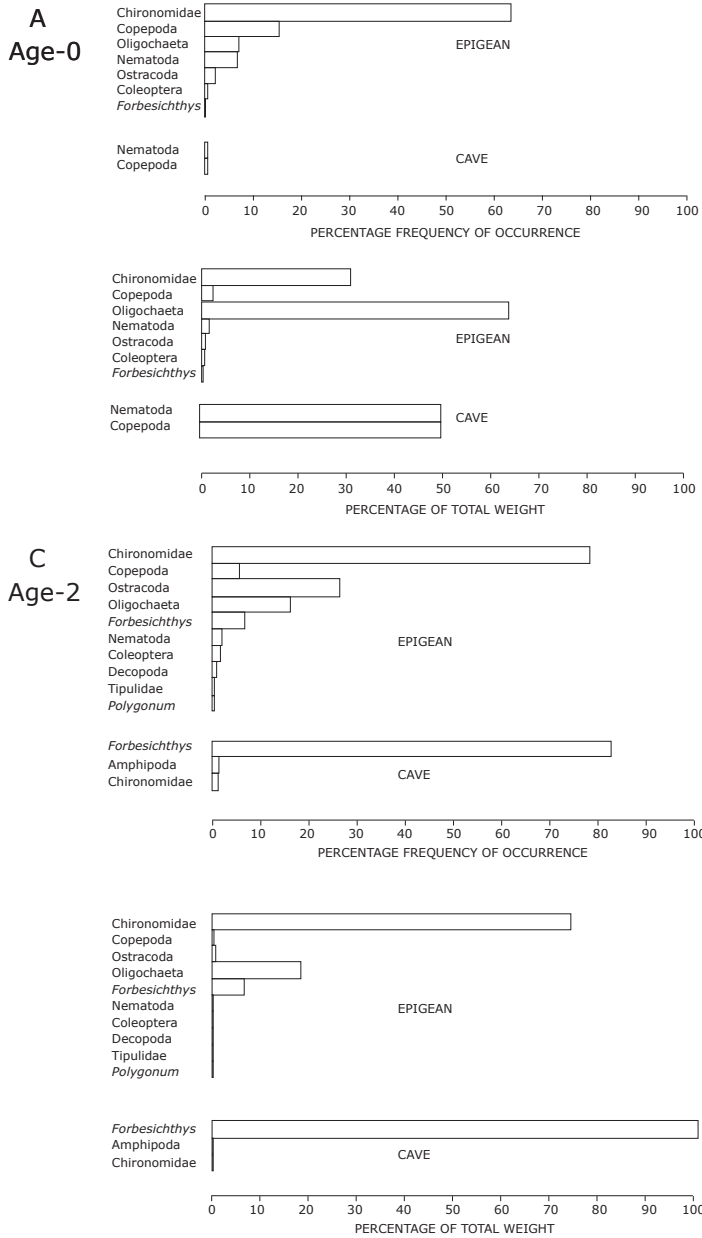 A
Age-0
Chironomidae
Copepoda
Oligochaeta
Nematoda
Ostracoda
Coleoptera
Forbesichthys
EPIGEAN
Nematoda
Copepoda
CAVE
0 10 20 30 40 50 60 70 80 90 100
PERCENTAGE FREQUENCY OF OCCURRENCE
Chironomidae
Copepoda
Oligochaeta
Nematoda
Ostracoda
Coleoptera
Forbesichthys
EPIGEAN
Nematoda
Copepoda
CAVE
0 10 20 30 40 50 60 70 80 90 100
PERCENTAGE OF TOTAL WEIGHT
C
Age-2
Chironomidae
Copepoda
Ostracoda
Oligochaeta
Forbesichthys
Nematoda
Coleoptera
Decopoda
Tipulidae
Polygonum
EPIGEAN
Forbesichthys
Amphipoda
Chironomidae
CAVE
0 10 20 30 40 50 60 70 80 90 100
PERCENTAGE FREQUENCY OF OCCURRENCE
Chironomidae
Copepoda
Ostracoda
Oligochaeta
Forbesichthys
Nematoda
Coleoptera
Decopoda
Tipulidae
Polygonum
EPIGEAN
Forbesichthys
Amphipoda
Chironomidae
CAVE
0 10 20 30 40 50 60 70 80 90 100
PERCENTAGE OF TOTAL WEIGHT